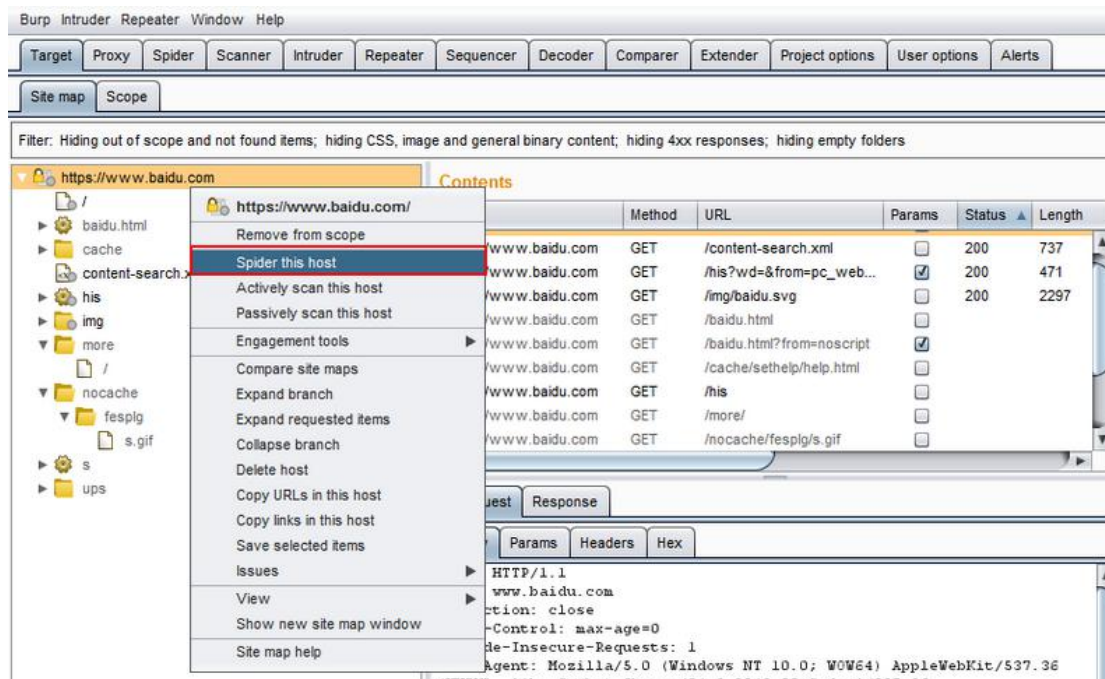 Burp Intruder Repeater Window Help
Target Proxy Spider Scanner Intruder Repeater Sequencer Decoder Comparer Extender Project options User options Alerts
Site map Scope
Filter: Hiding out of scope and not found items; hiding CSS, image and general binary content; hiding 4xx responses; hiding empty folders
https://www.baidu.com
/
baidu.html
cache
content-search.x
his
img
more
/
nocache
fesplg
s.gif
s
ups
https://www.baidu.com/
Remove from scope
Spider this host
Actively scan this host
Passively scan this host
Engagement tools
Compare site maps
Expand branch
Expand requested items
Collapse branch
Delete host
Copy URLs in this host
Copy links in this host
Save selected items
Issues
View
Show new site map window
Site map help
Contents
Method URL Params Status Length
/www.baidu.com GET /content-search.xml 200 737
/www.baidu.com GET /his?wd=&from=pc_web... 200 471
/www.baidu.com GET /img/baidu.svg 200 2297
/www.baidu.com GET /baidu.html
/www.baidu.com GET /baidu.html?from=noscript
/www.baidu.com GET /cache/sethelp/help.html
/www.baidu.com GET /his
/www.baidu.com GET /more/
/www.baidu.com GET /nocache/fesplg/s.gif
uest Response
Params Headers Hex
HTTP/1.1
www.baidu.com
ction: close
-Control: max-age=0
de-Insecure-Requests: 1
Agent: Mozilla/5.0 (Windows NT 10.0; WOW64) AppleWebKit/537.36